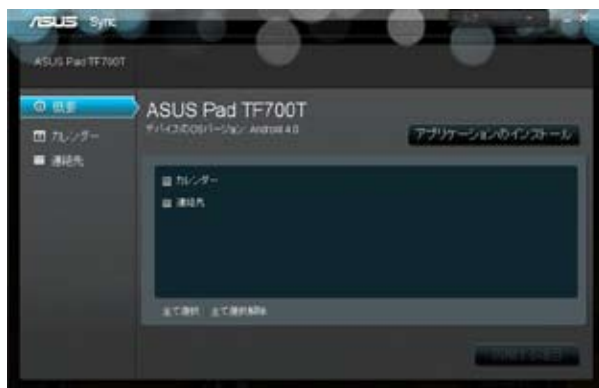 ASUS Sync
ASUS Pad TF700T
概要
カレンダー
連絡先
ASUS Pad TF700T
デバイスのOSバージョン: Android 4.0
アプリケーションのインストール
カレンダー
連絡先
全て選択 全て選択解除